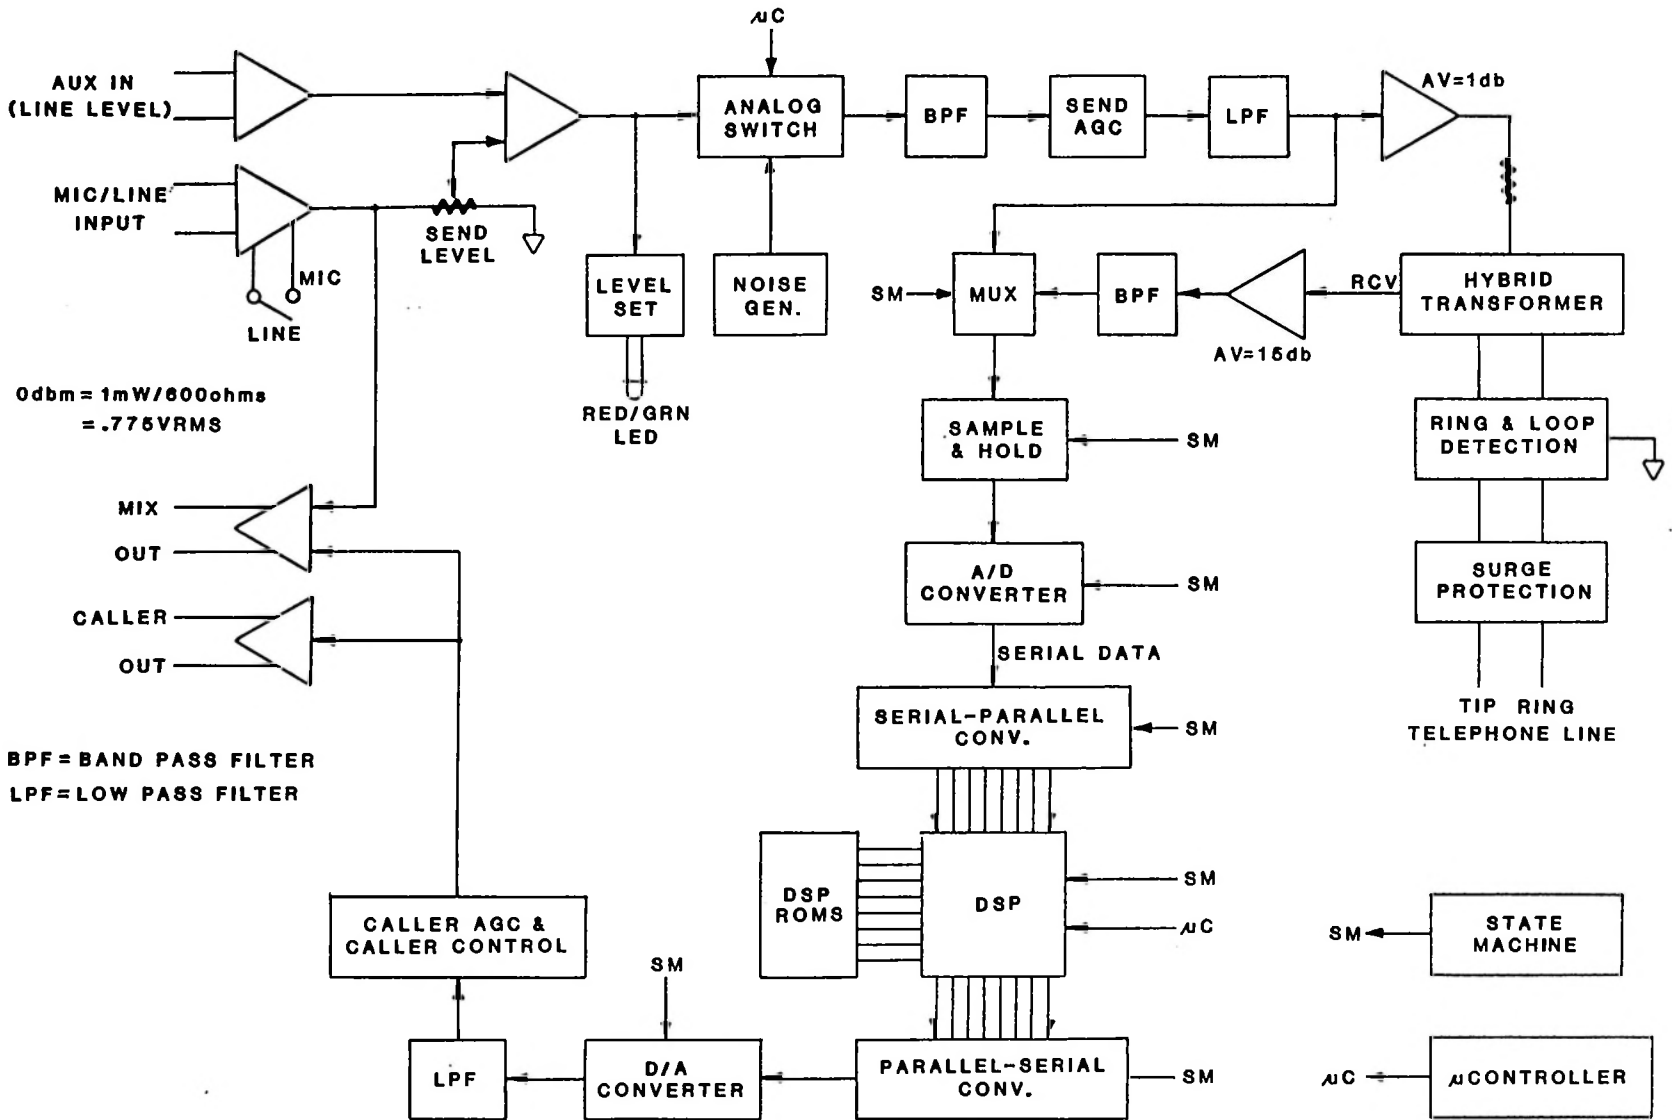 µC
AUX IN
(LINE LEVEL)
ANALOG
SWITCH
BPF
SEND
AGC
LPF
AV=1db
MIC/LINE
INPUT
SEND
LEVEL
MIC
LINE
LEVEL
SET
NOISE
GEN.
SM
MUX
BPF
AV=15db
RCV
HYBRID
TRANSFORMER
0dbm=1mW/600ohms
=.775VRMS
RED/GRN
LED
SAMPLE
& HOLD
SM
RING & LOOP
DETECTION
MIX
OUT
A/D
CONVERTER
SM
SURGE
PROTECTION
CALLER
OUT
SERIAL DATA
SERIAL-PARALLEL
CONV.
SM
TIP RING
TELEPHONE LINE
BPF=BAND PASS FILTER
LPF=LOW PASS FILTER
DSP
ROMS
DSP
SM
µC
CALLER AGC &
CALLER CONTROL
SM
STATE
MACHINE
SM
LPF
D/A
CONVERTER
PARALLEL-SERIAL
CONV.
SM
µC
µCONTROLLER